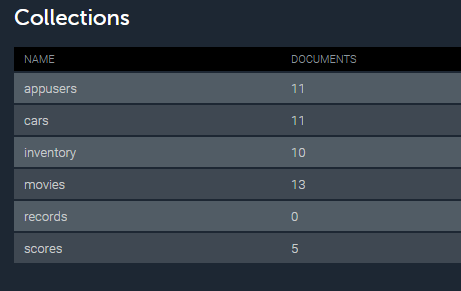 Collections
NAME DOCUMENTS
appusers 11
cars 11
inventory 10
movies 13
records 0
scores 5